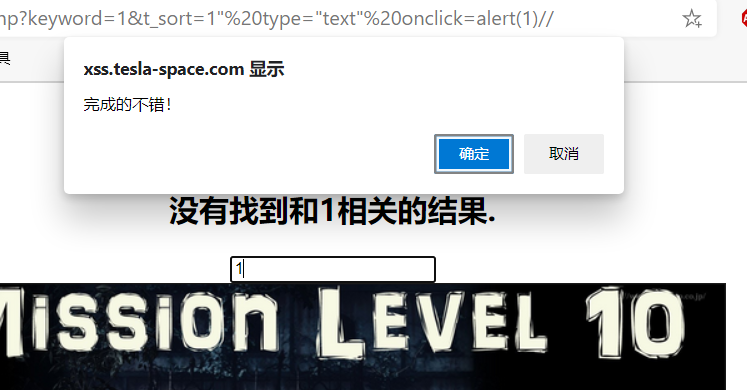 np?keyword=1&t_sort=1"%20type="text"%20onclick=alert(1)//
具
xss.tesla-space.com 显示
完成的不错！
确定 取消
没有找到和1相关的结果.
1
Mission Level 10